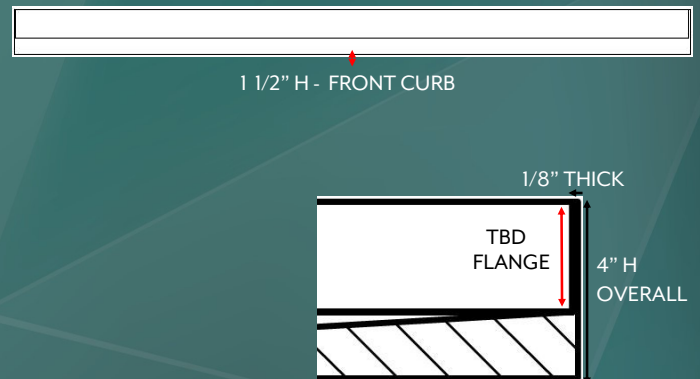 1 1/2” H - FRONT CURB
1/8” THICK
TBD
FLANGE
4” H
OVERALL